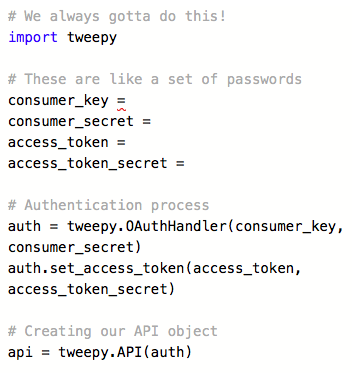 # We always gotta do this!
import tweepy
# These are like a set of passwords
consumer_key =
consumer_secret =
access_token =
access_token_secret =
# Authentication process
auth = tweepy.OAuthHandler(consumer_key,
consumer_secret)
auth.set_access_token(access_token,
access_token_secret)
# Creating our API object
api = tweepy.API(auth)